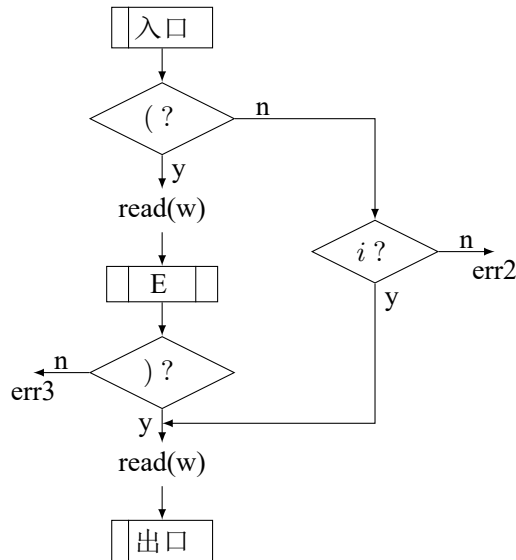 入口
( ?
n
y
read(w)
i ?
n
err2
E
y
) ?
n
err3
y
read(w)
出口